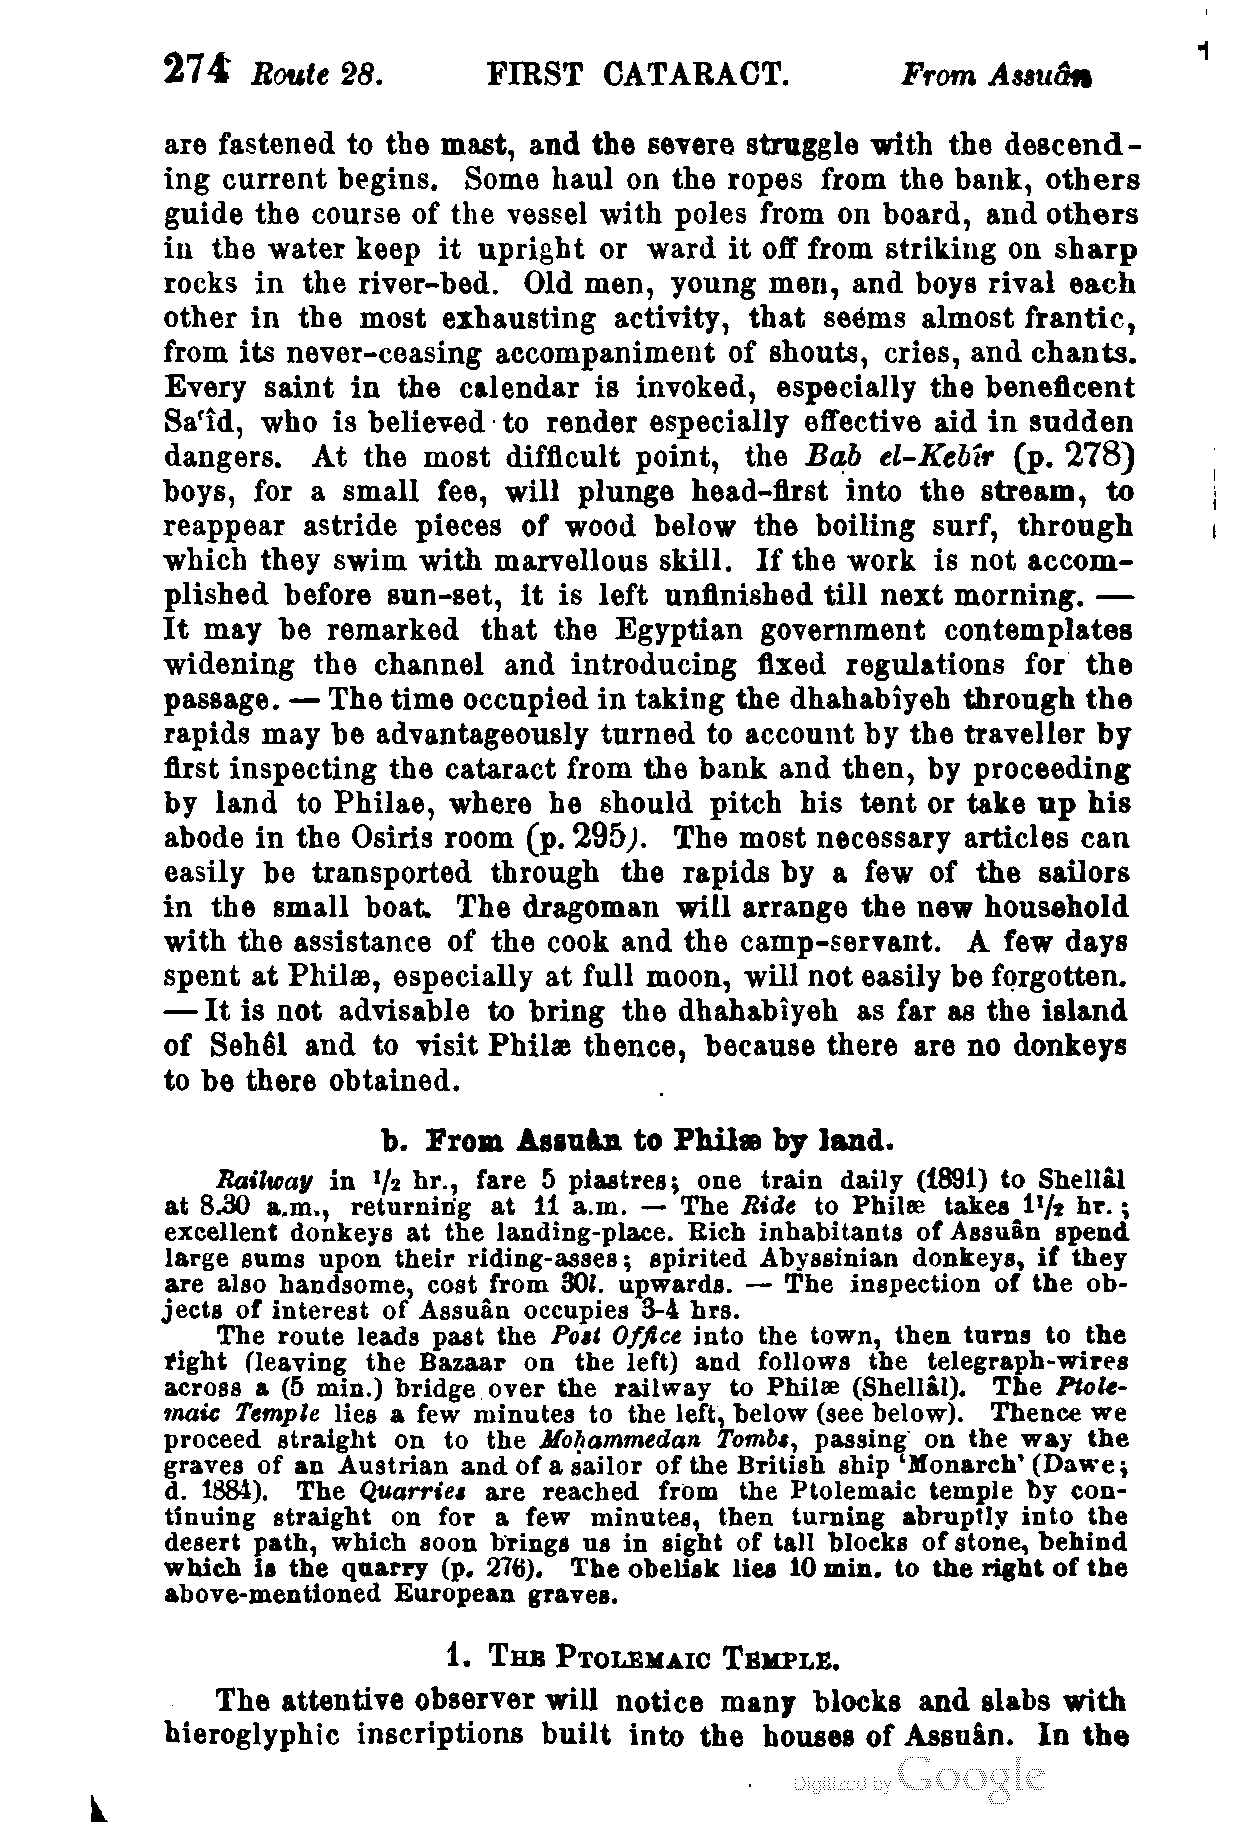 274 Route 28. FIRST CATARACT. From Assuân
are fastened to the mast, and the severe struggle with the descend-
ing current begins. Some haul on the ropes from the bank, others
guide the course of the vessel with poles from on board, and others
in the water keep it upright or ward it off from striking on sharp
rocks in the river-bed. Old men, young men, and boys rival each
other in the most exhausting activity, that seems almost frantic,
from its never-ceasing accompaniment of shouts, cries, and chants.
Every saint in the calendar is invoked, especially the beneficent
Saʿîd, who is believed to render especially effective aid in sudden
dangers. At the most difficult point, the Bab el-Kebîr (p. 278)
boys, for a small fee, will plunge head-first into the stream, to
reappear astride pieces of wood below the boiling surf, through
which they swim with marvellous skill. If the work is not accom-
plished before sun-set, it is left unfinished till next morning. —
It may be remarked that the Egyptian government contemplates
widening the channel and introducing fixed regulations for the
passage. — The time occupied in taking the dhahabîyeh through the
rapids may be advantageously turned to account by the traveller by
first inspecting the cataract from the bank and then, by proceeding
by land to Philae, where he should pitch his tent or take up his
abode in the Osiris room (p. 295). The most necessary articles can
easily be transported through the rapids by a few of the sailors
in the small boat. The dragoman will arrange the new household
with the assistance of the cook and the camp-servant. A few days
spent at Philæ, especially at full moon, will not easily be forgotten.
— It is not advisable to bring the dhahabîyeh as far as the island
of Sehêl and to visit Philæ thence, because there are no donkeys
to be there obtained.
b. From Assuân to Philæ by land.
Railway in 1/2 hr., fare 5 piastres; one train daily (1891) to Shellâl
at 8.30 a.m., returning at 11 a.m. — The Ride to Philæ takes 1 1/2 hr.;
excellent donkeys at the landing-place. Rich inhabitants of Assuân spend
large sums upon their riding-asses; spirited Abyssinian donkeys, if they
are also handsome, cost from 30l. upwards. — The inspection of the ob-
jects of interest of Assuân occupies 3-4 hrs.
The route leads past the Post Office into the town, then turns to the
right (leaving the Bazaar on the left) and follows the telegraph-wires
across a (5 min.) bridge over the railway to Philæ (Shellâl). The Ptole-
maic Temple lies a few minutes to the left, below (see below). Thence we
proceed straight on to the Moḥammedan Tombs, passing on the way the
graves of an Austrian and of a sailor of the British ship 'Monarch' (Dawe;
d. 1884). The Quarries are reached from the Ptolemaic temple by con-
tinuing straight on for a few minutes, then turning abruptly into the
desert path, which soon brings us in sight of tall blocks of stone, behind
which is the quarry (p. 276). The obelisk lies 10 min. to the right of the
above-mentioned European graves.
1. THE PTOLEMAIC TEMPLE.
The attentive observer will notice many blocks and slabs with
hieroglyphic inscriptions built into the houses of Assuân. In the
Digitized by Google